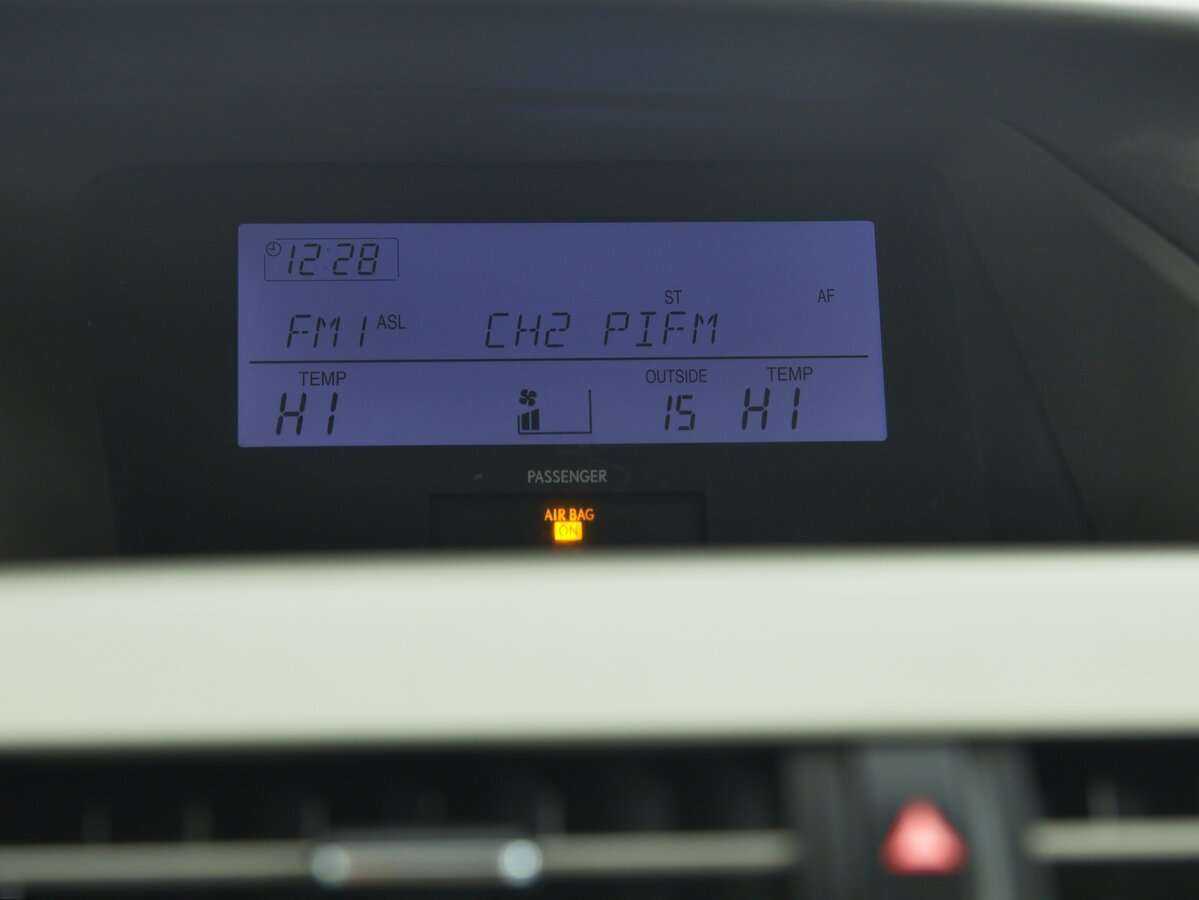 12:28
ST AF
FM1 ASL CH2 PIFM
TEMP OUTSIDE TEMP
HI 15 HI
PASSENGER
AIR BAG
ON